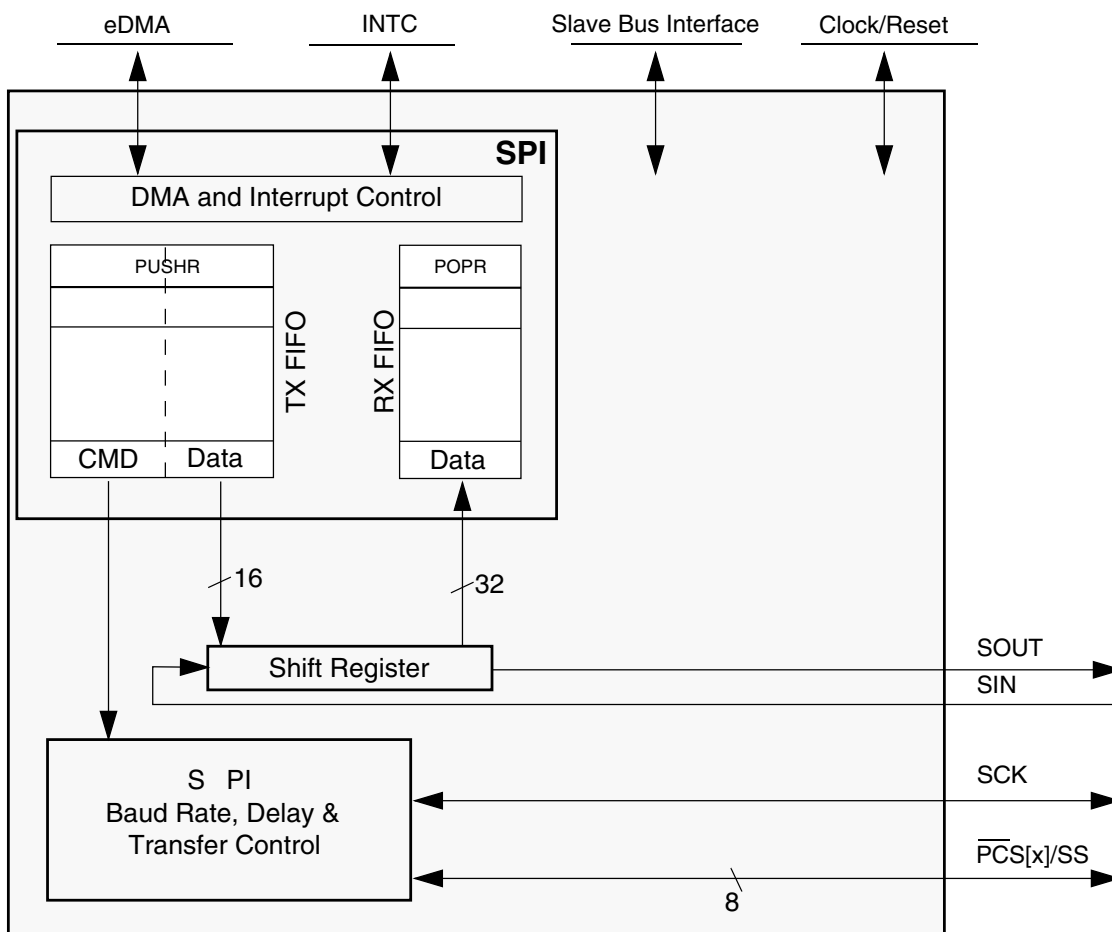 eDMA
INTC
Slave Bus Interface
Clock/Reset
SPI
DMA and Interrupt Control
PUSHR
POPR
TX FIFO
RX FIFO
CMD
Data
Data
16
32
Shift Register
SOUT
SIN
S PI
Baud Rate, Delay &
Transfer Control
SCK
PCS[x]/SS
8